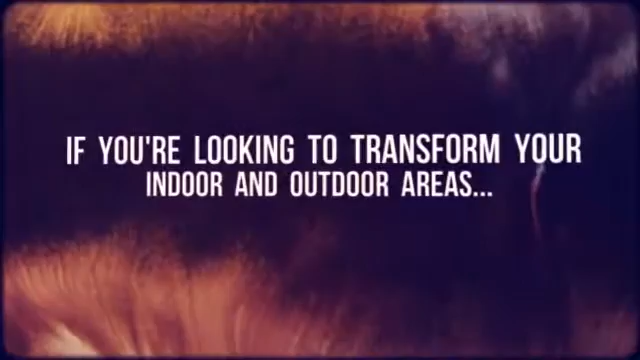 IF YOU'RE LOOKING TO TRANSFORM YOUR
INDOOR AND OUTDOOR AREAS...